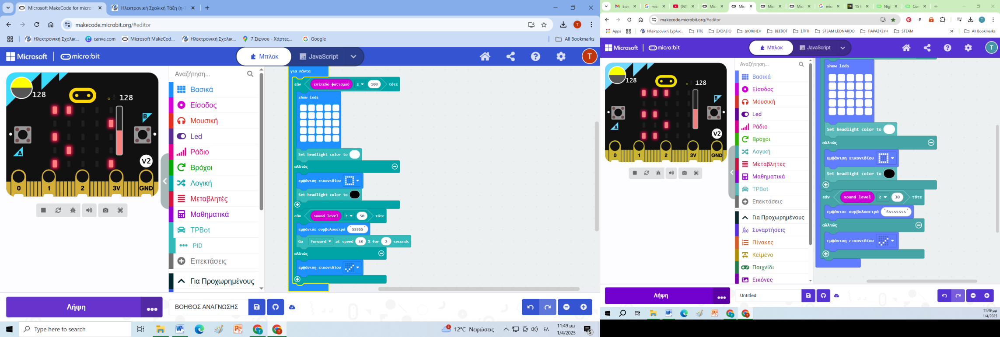 Microsoft MakeCode for micro:
Ηλεκτρονική Σχολική Τάξη (η-Τ
makecode.microbit.org/#editor
T
Ηλεκτρονική Σχολικ...
canva.com
Microsoft MakeCod...
Ηλεκτρονική Σχολικ...
7 Σίφνου - Χάρτες...
Google
All Bookmarks
Microsoft
micro:bit
Μπλοκ
JavaScript
T
128
128
B
A
V2
0 1 2 3V GND
Αναζήτηση...
Βασικά
Είσοδος
Μουσική
Led
Ράδιο
Βρόχοι
Λογική
Μεταβλητές
Μαθηματικά
TPBot
PID
Επεκτάσεις
Για Προχωρημένους
για πάντα
εάν επίπεδο φωτισμού ≤ 100 τότε
show leds
Set headlight color to
αλλιώς
εμφάνιση εικονιδίου
Set headlight color to
εάν sound level ≥ 50 τότε
εμφάνισε συμβολοσειρά "sssss"
Go Forward at speed 38 % for 2 seconds
αλλιώς
εμφάνιση εικονιδίου
Λήψη
ΒΟΗΘΟΣ ΑΝΑΓΝΩΣΗΣ
Type here to search
3
12°C Νεφώσεις
ΕΛ
11:49 μμ
1/4/2025
5
Εισε
micr
(931
Mic
Mic
Mic
Mic
micr
15 t
Nigl
Cor
makecode.microbit.org/#editor
T
Apps
Ηλεκτρονική Σχολικ...
ΤΠΕ
ΣΧΟΛΕΙΟ
ΔΙΟΙΚΗΣΗ
BEEBOT
ΣΠΙΤΙ
STEAM LEONARDO
ΠΑΡΑΣΚΕΥΗ
STEAM
All Bookmarks
Microsoft
micro:bit
Μπλοκ
JavaScript
T
128
128
B
A
V2
0 1 2 3V GND
Αναζήτηση...
Βασικά
Είσοδος
Μουσική
Led
Ράδιο
Βρόχοι
Λογική
Μεταβλητές
Μαθηματικά
TPBot
Επεκτάσεις
Για Προχωρημένους
Συναρτήσεις
Πίνακες
Κείμενο
Παιχνίδι
Εικόνες
show leds
Set headlight color to
αλλιώς
εμφάνιση εικονιδίου
Set headlight color to
εάν sound level ≥ 30 τότε
εμφάνισε συμβολοσειρά "Ssssssss"
αλλιώς
εμφάνιση εικονιδίου
Λήψη
Untitled
11:49 μμ
1/4/2025